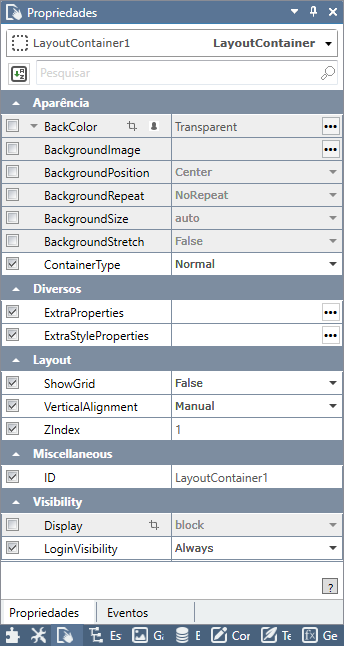 Propriedades
LayoutContainer1 LayoutContainer
Pesquisar
Aparência
BackColor Transparent
BackgroundImage
BackgroundPosition Center
BackgroundRepeat NoRepeat
BackgroundSize auto
BackgroundStretch False
ContainerType Normal
Diversos
ExtraProperties
ExtraStyleProperties
Layout
ShowGrid False
VerticalAlignment Manual
ZIndex 1
Miscellaneous
ID LayoutContainer1
Visibility
Display block
LoginVisibility Always
?
Propriedades Eventos
Es Ga E Cor Te Ge